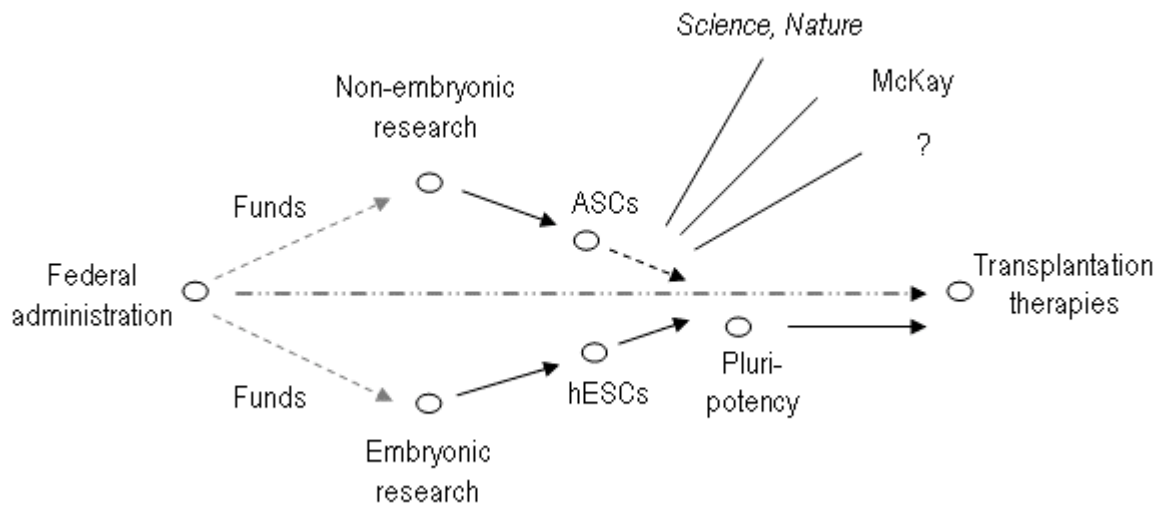 Science, Nature
Non-embryonic
research
McKay
?
Funds
ASCs
Federal
administration
Transplantation
therapies
Funds
hESCs
Pluri-
potency
Embryonic
research